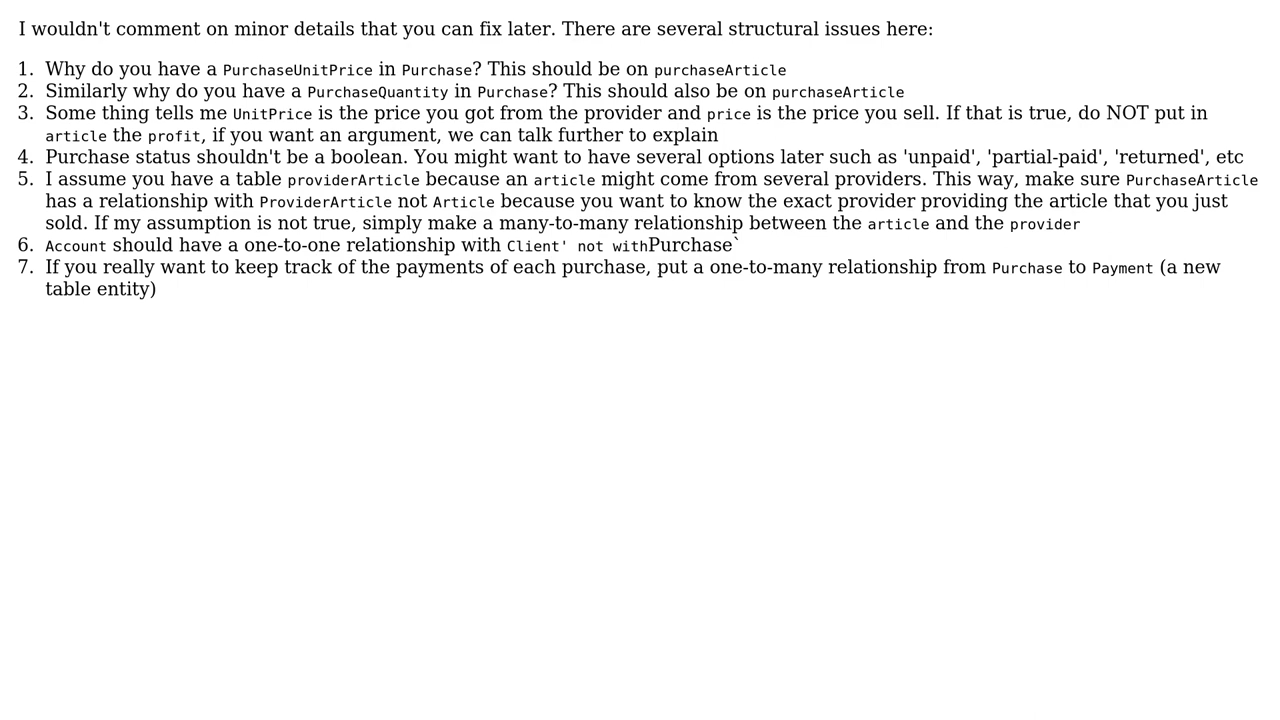 I wouldn't comment on minor details that you can fix later. There are several structural issues here:
1. Why do you have a PurchaseUnitPrice in Purchase? This should be on purchaseArticle
2. Similarly why do you have a PurchaseQuantity in Purchase? This should also be on purchaseArticle
3. Some thing tells me UnitPrice is the price you got from the provider and price is the price you sell. If that is true, do NOT put in
article the profit, if you want an argument, we can talk further to explain
4. Purchase status shouldn't be a boolean. You might want to have several options later such as 'unpaid', 'partial-paid', 'returned', etc
5. I assume you have a table providerArticle because an article might come from several providers. This way, make sure PurchaseArticle
has a relationship with ProviderArticle not Article because you want to know the exact provider providing the article that you just
sold. If my assumption is not true, simply make a many-to-many relationship between the article and the provider
6. Account should have a one-to-one relationship with Client' not withPurchase`
7. If you really want to keep track of the payments of each purchase, put a one-to-many relationship from Purchase to Payment (a new
table entity)